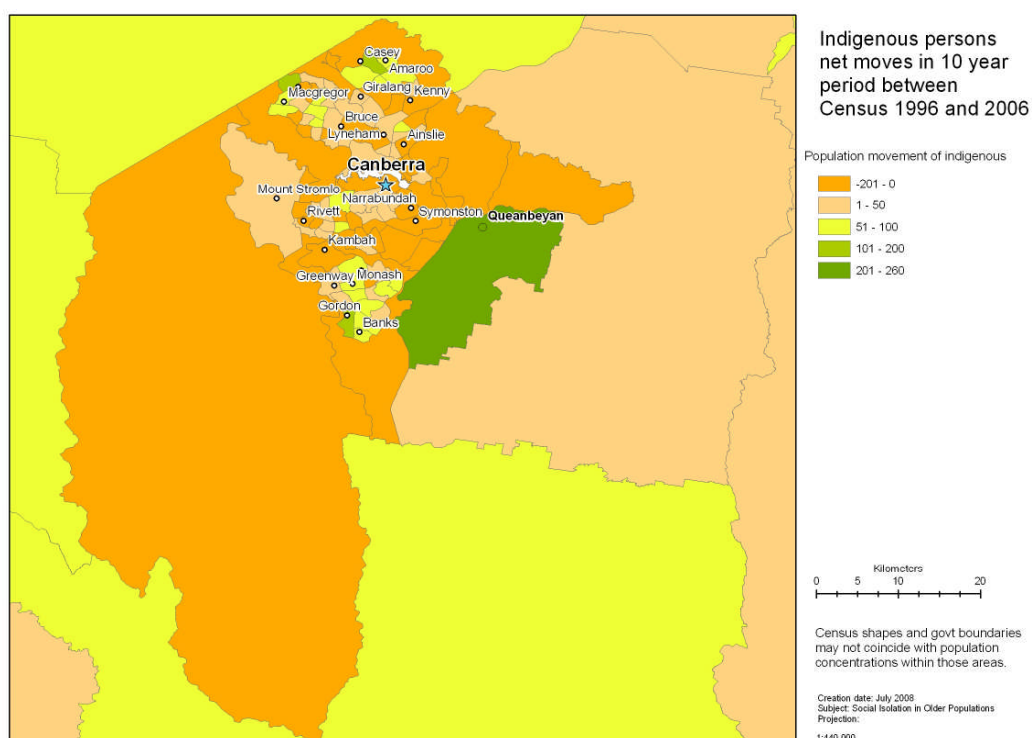 Indigenous persons
net moves in 10 year
period between
Census 1996 and 2006
Population movement of indigenous
-201 - 0
1 - 50
51 - 100
101 - 200
201 - 260
Casey
Amaroo
Macgregor
Giralang
Kenny
Bruce
Lyneham
Ainslie
Canberra
Mount Stromlo
Narrabundah
Rivett
Symonston
Queanbeyan
Kambah
Greenway
Monash
Gordon
Banks
Kilometers
0 5 10 20
Census shapes and govt boundaries
may not coincide with population
concentrations within those areas.
Creation date: July 2008
Subject: Social Isolation in Older Populations
Projection: